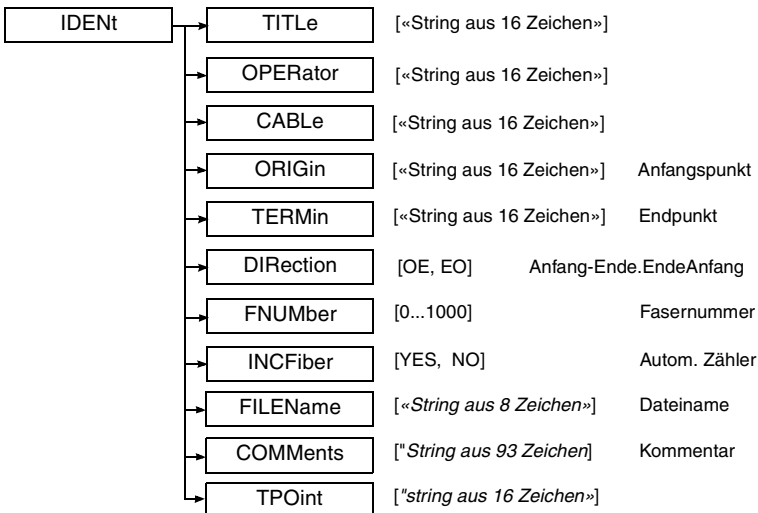 IDENt TITLe [«String aus 16 Zeichen»]
OPERator [«String aus 16 Zeichen»]
CABLe [«String aus 16 Zeichen»]
ORIGin [«String aus 16 Zeichen»] Anfangspunkt
TERMin [«String aus 16 Zeichen»] Endpunkt
DIRection [OE, EO] Anfang-Ende.EndeAnfang
FNUMber [0...1000] Fasernummer
INCFiber [YES, NO] Autom. Zähler
FILEName [«String aus 8 Zeichen»] Dateiname
COMMents ["String aus 93 Zeichen] Kommentar
TPOint ["string aus 16 Zeichen»]